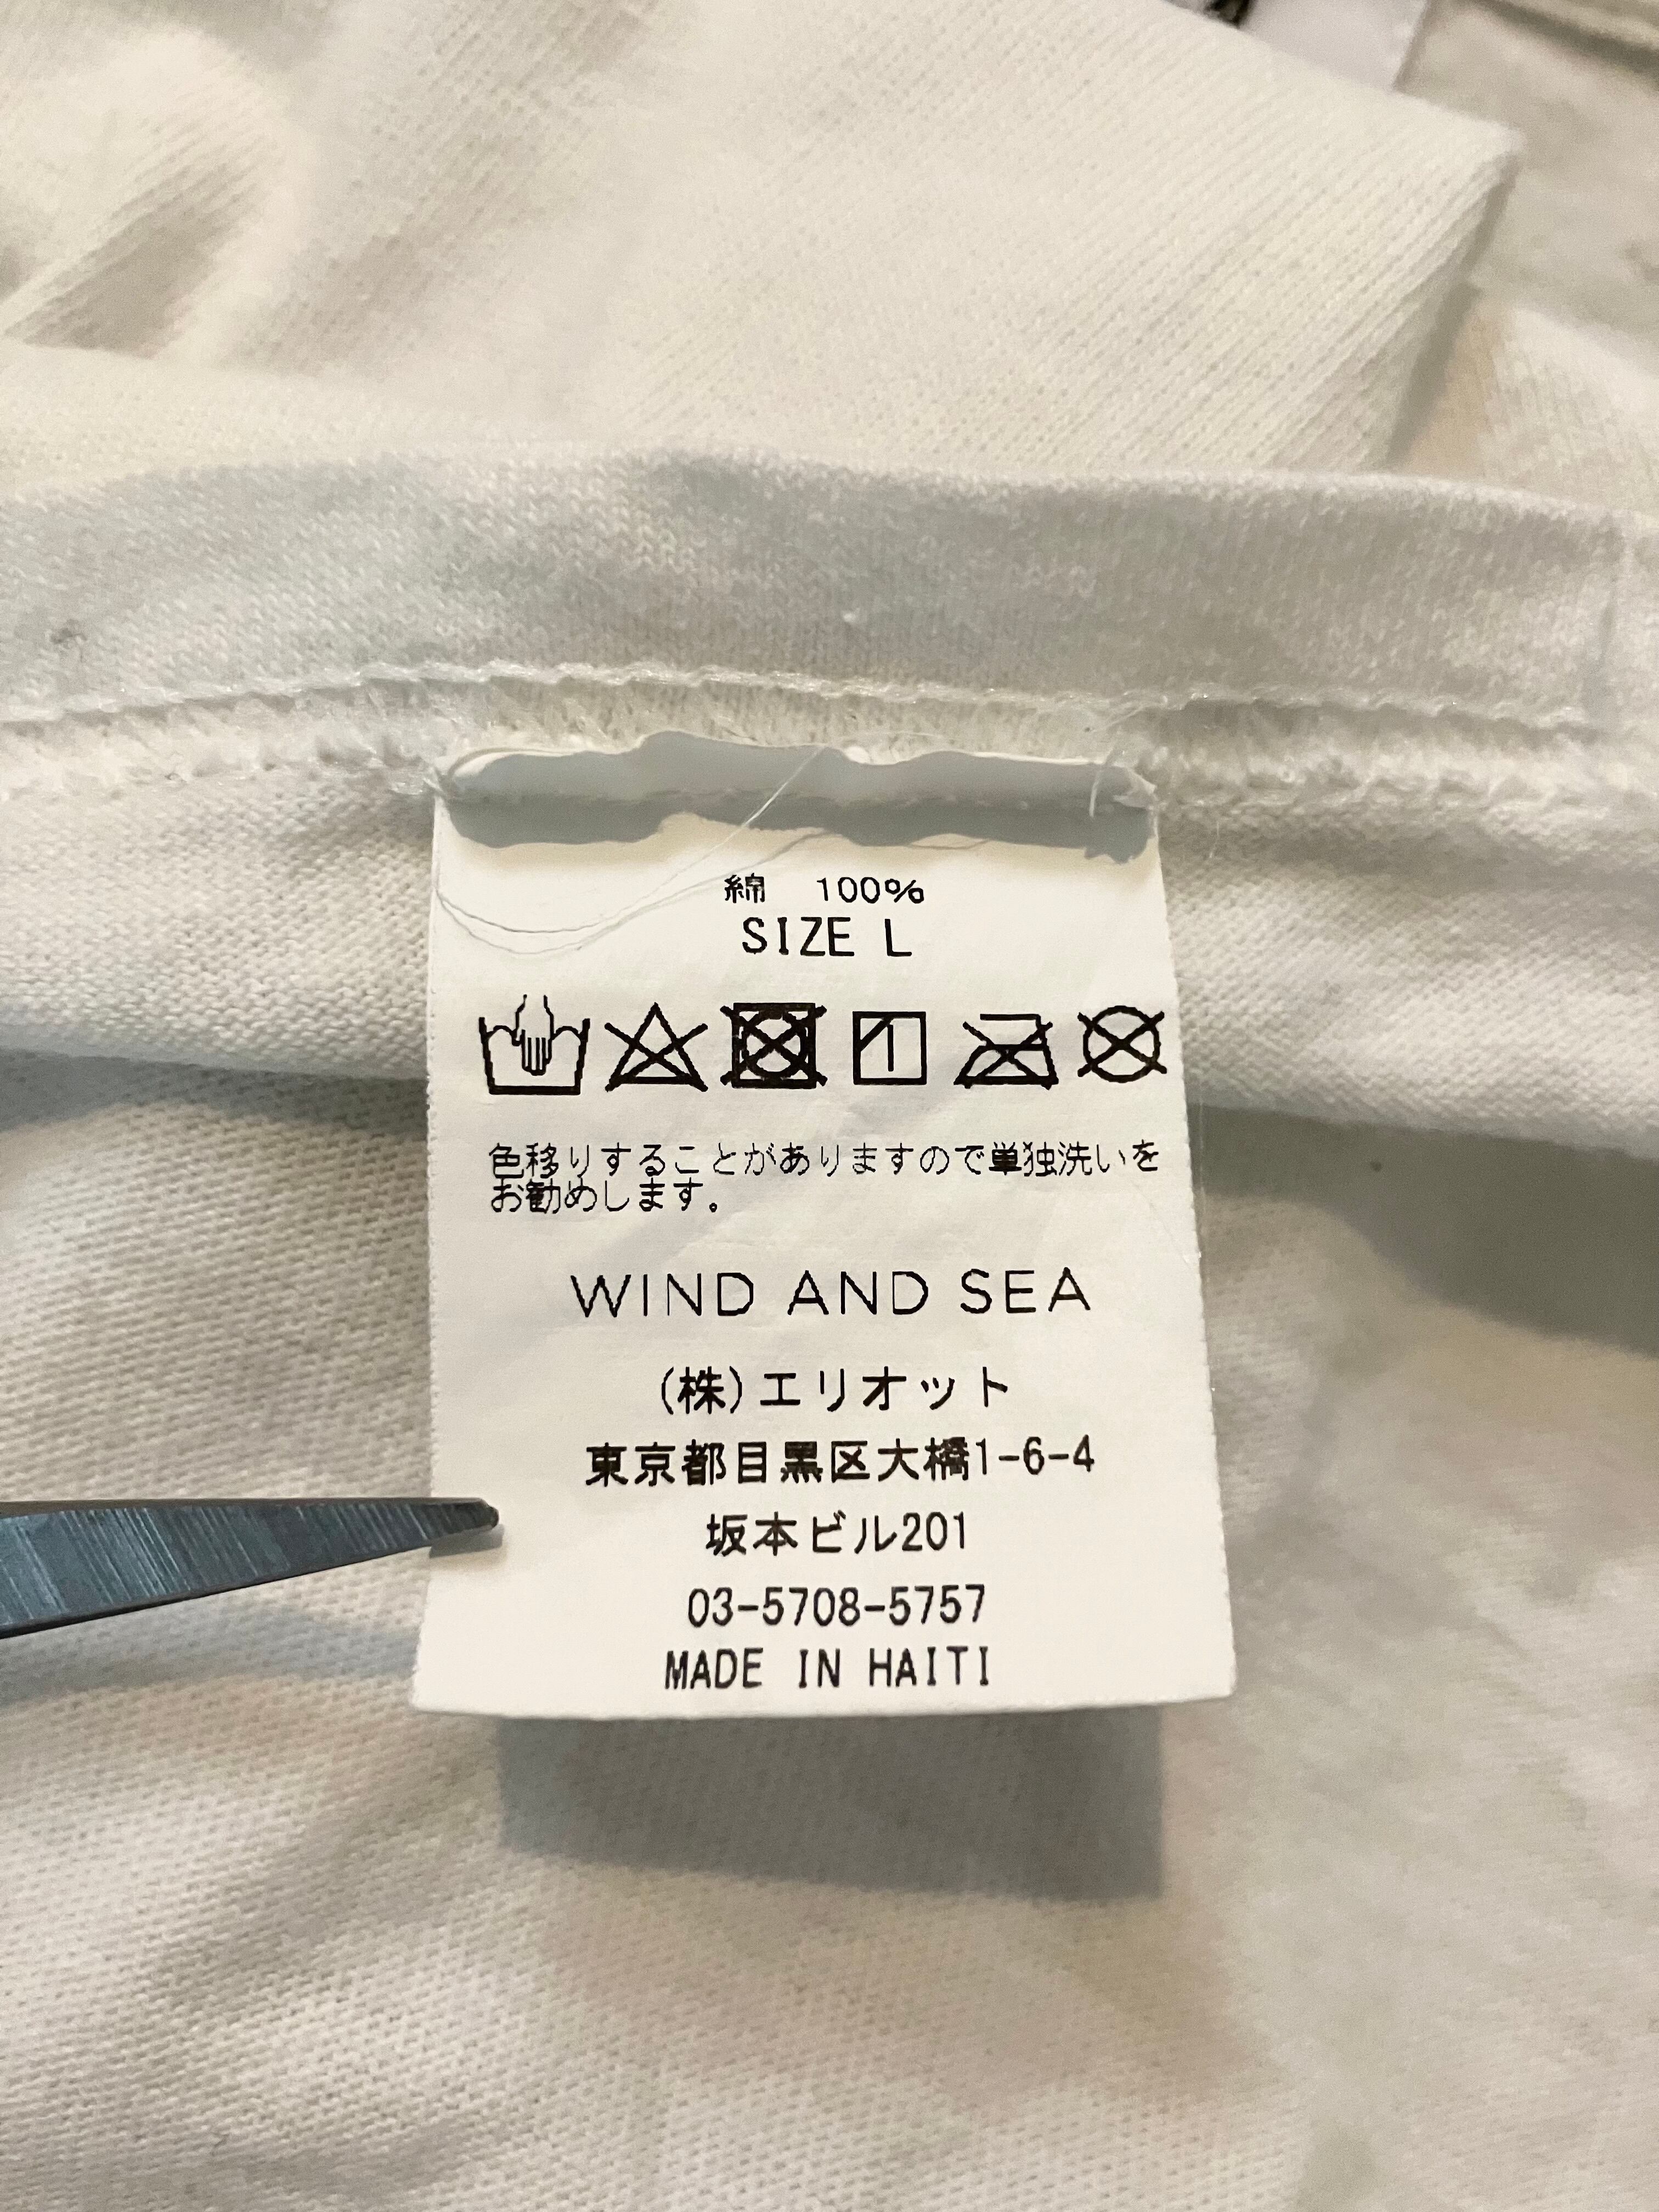 綿　100%
SIZE L
色移りすることがありますので単独洗いを
お勧めします。
WIND AND SEA
(株)エリオット
東京都目黒区大橋1-6-4
坂本ビル201
03-5708-5757
MADE IN HAITI